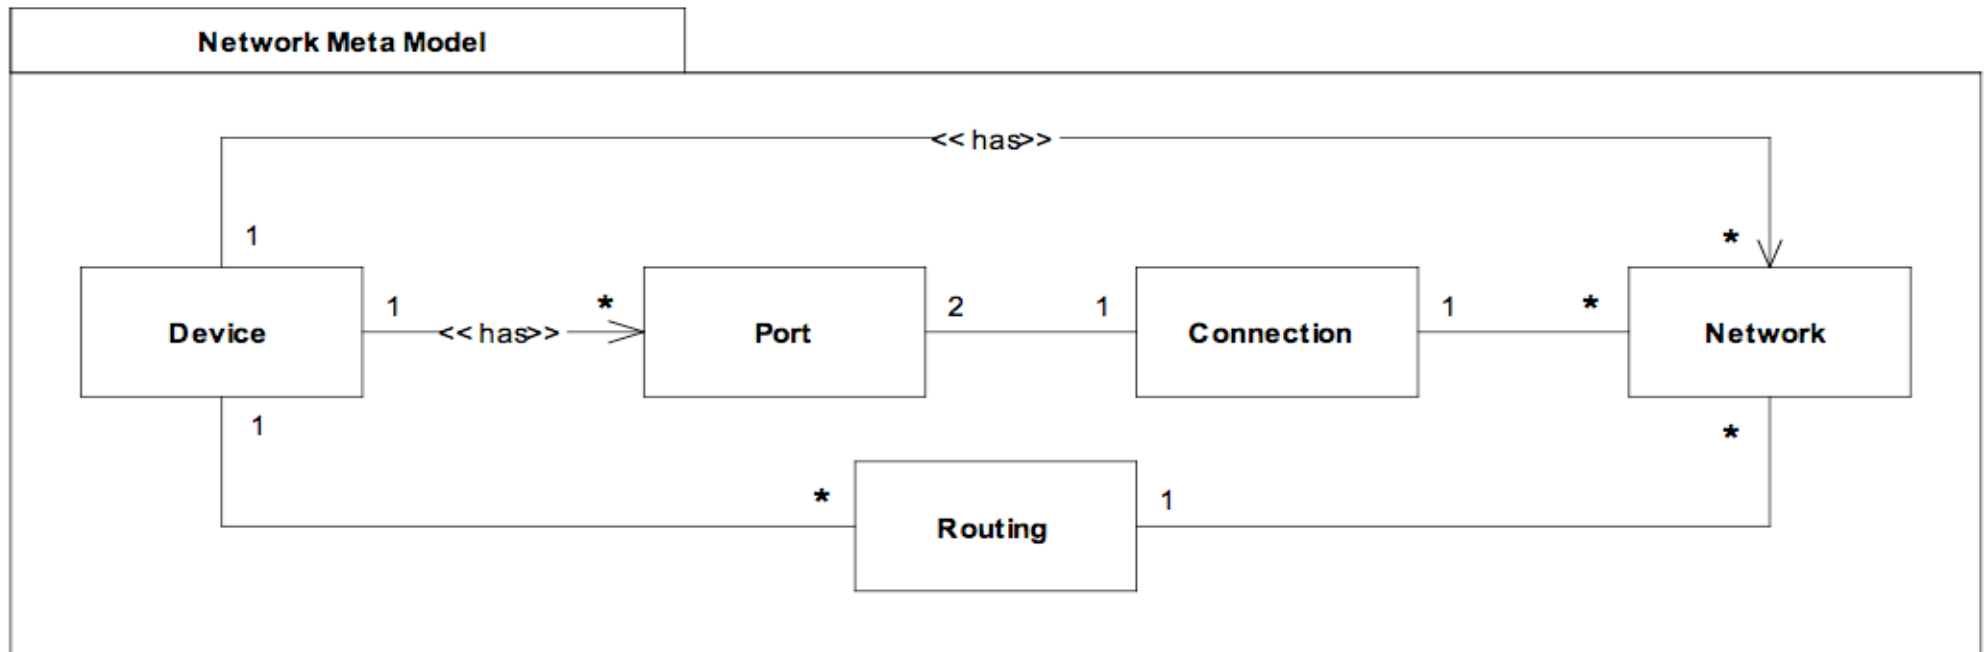 Network Meta Model
<< has>>
1
*
1
*
2
1
1
*
Device
<< has>>
Port
Connection
Network
1
*
*
1
Routing